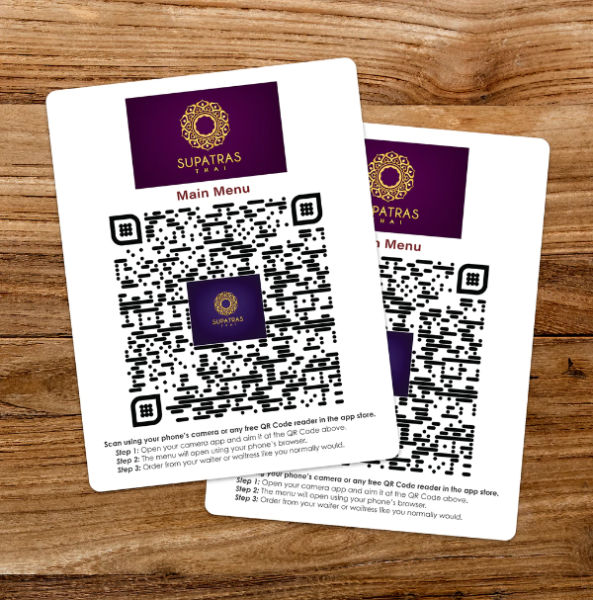 SUPATRAS
THAI
Main Menu
SUPATRAS
THAI
Scan using your phone's camera or any free QR Code reader in the app store.
Step 1: Open your camera app and aim it at the QR Code above.
Step 2: The menu will open using your phone's browser.
Step 3: Order from your waiter or waitress like you normally would.
PATRAS
HAI
Menu
your phone's camera or any free QR Code reader in the app store.
Step 1: Open your camera app and aim it at the QR Code above.
Step 2: The menu will open using your phone's browser.
Step 3: Order from your waiter or waitress like you normally would.